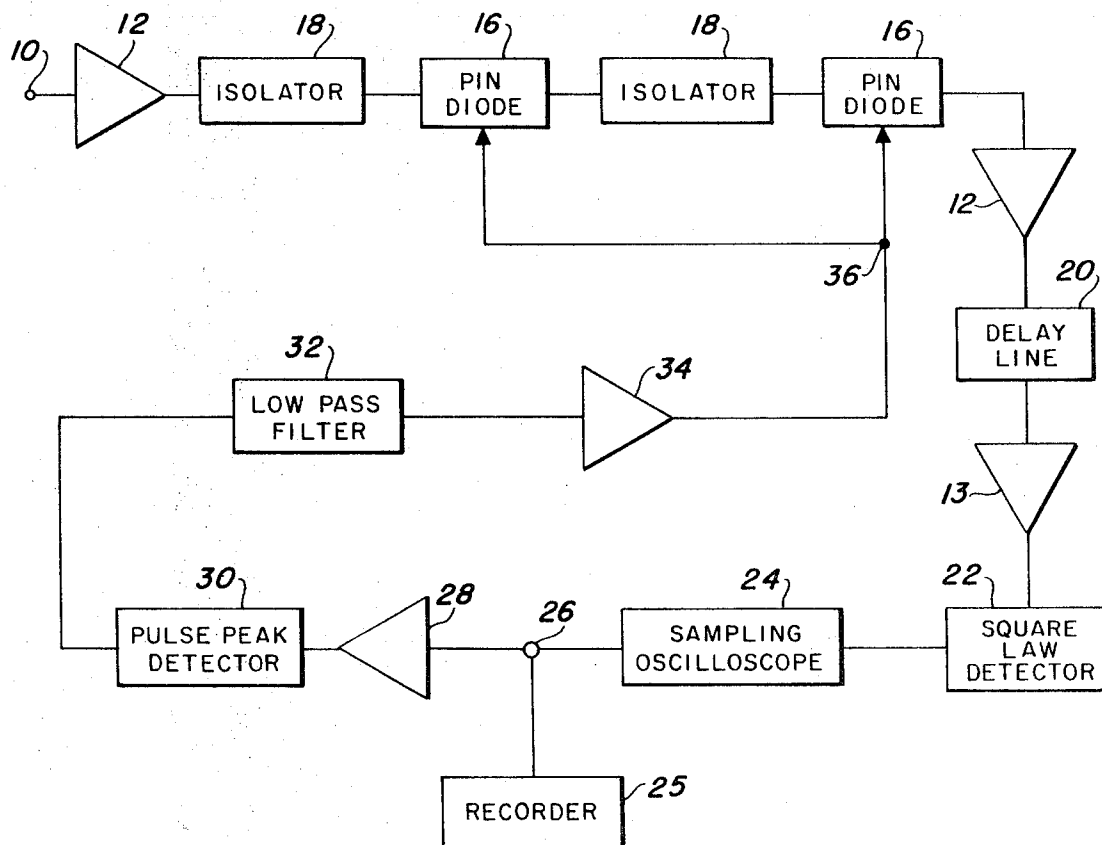 12
18
16
18
16
10
ISOLATOR
PIN
DIODE
ISOLATOR
PIN
DIODE
12
36
20
DELAY
LINE
32
34
LOW PASS
FILTER
13
30
28
26
24
22
PULSE PEAK
DETECTOR
SAMPLING
OSCILLOSCOPE
SQUARE
LAW
DETECTOR
RECORDER
25